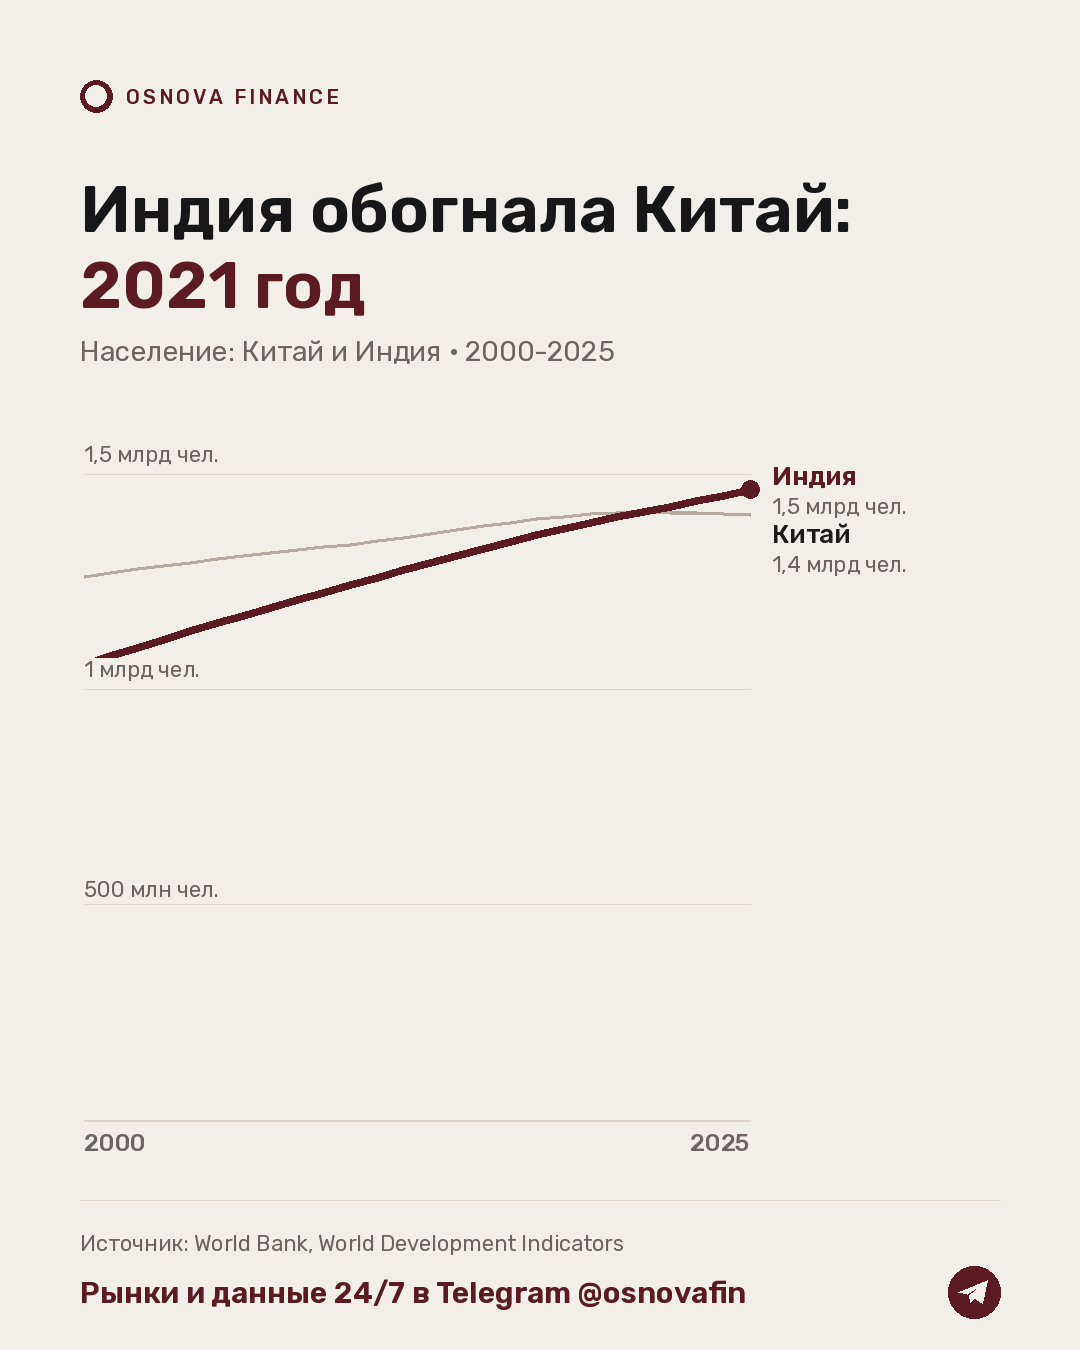 OSNOVA FINANCE
Индия обогнала Китай:
2021 год
Население: Китай и Индия • 2000–2025
1,5 млрд чел.
Индия
1,5 млрд чел.
Китай
1,4 млрд чел.
1 млрд чел.
500 млн чел.
2000
2025
Источник: World Bank, World Development Indicators
Рынки и данные 24/7 в Telegram @osnovafin